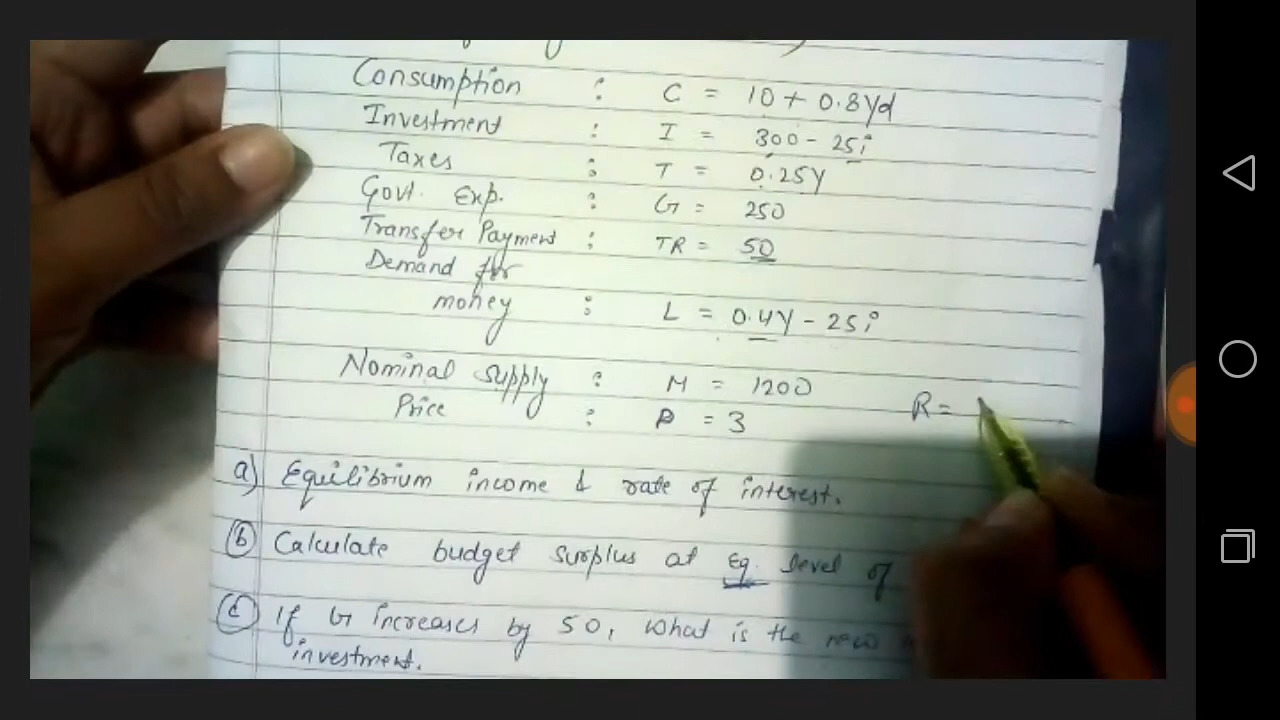 Consumption : C = 10 + 0.8Yd
Investment : I = 300 - 25i
Taxes : T = 0.25Y
Govt. Exp. : G = 250
Transfer Payment : TR = 50
Demand for
money : L = 0.4Y - 25i
Nominal supply : M = 1200
Price : P = 3
R =
a) Equilibrium income & rate of interest.
(b) Calculate budget surplus at eq. level of
(c) If G increases by 50, What is the new
investment.